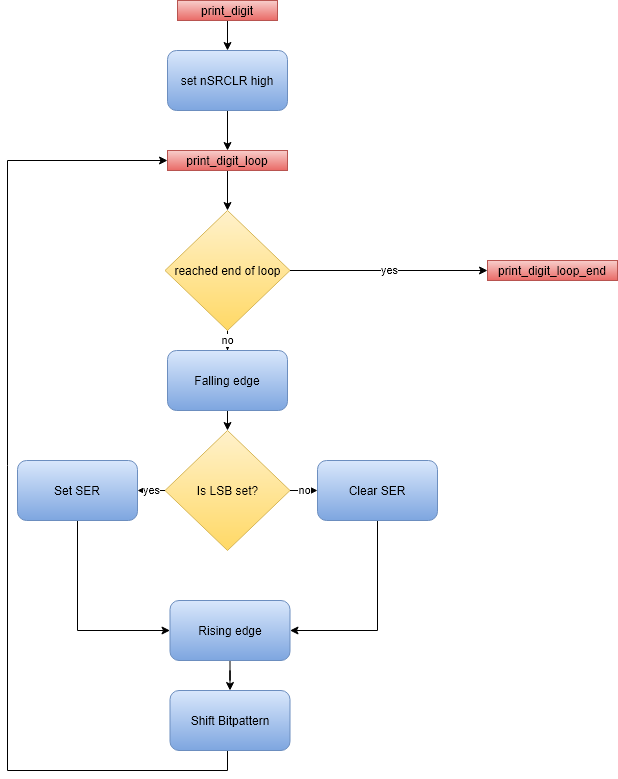 print_digit
set nSRCLR high
print_digit_loop
reached end of loop
yes
print_digit_loop_end
no
Falling edge
Set SER
yes
Is LSB set?
no
Clear SER
Rising edge
Shift Bitpattern